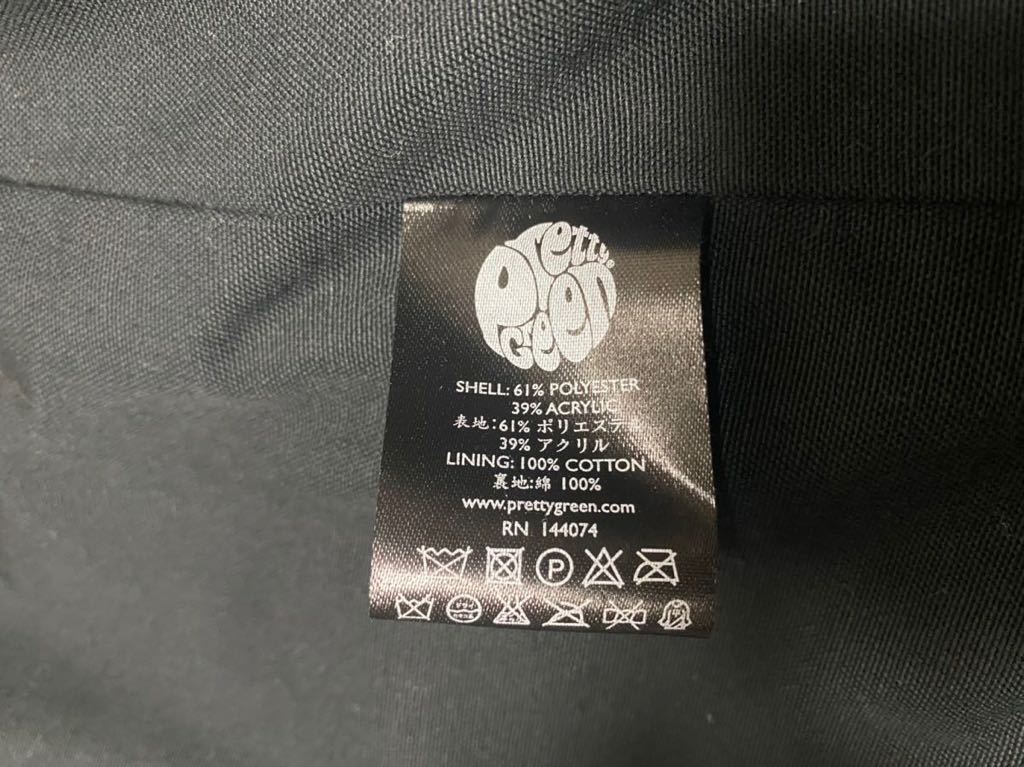 Pretty Green
SHELL: 61% POLYESTER
39% ACRYLIC
表地:61% ポリエステル
39% アクリル
LINING: 100% COTTON
裏地:綿 100%
www.prettygreen.com
RN 144074
P